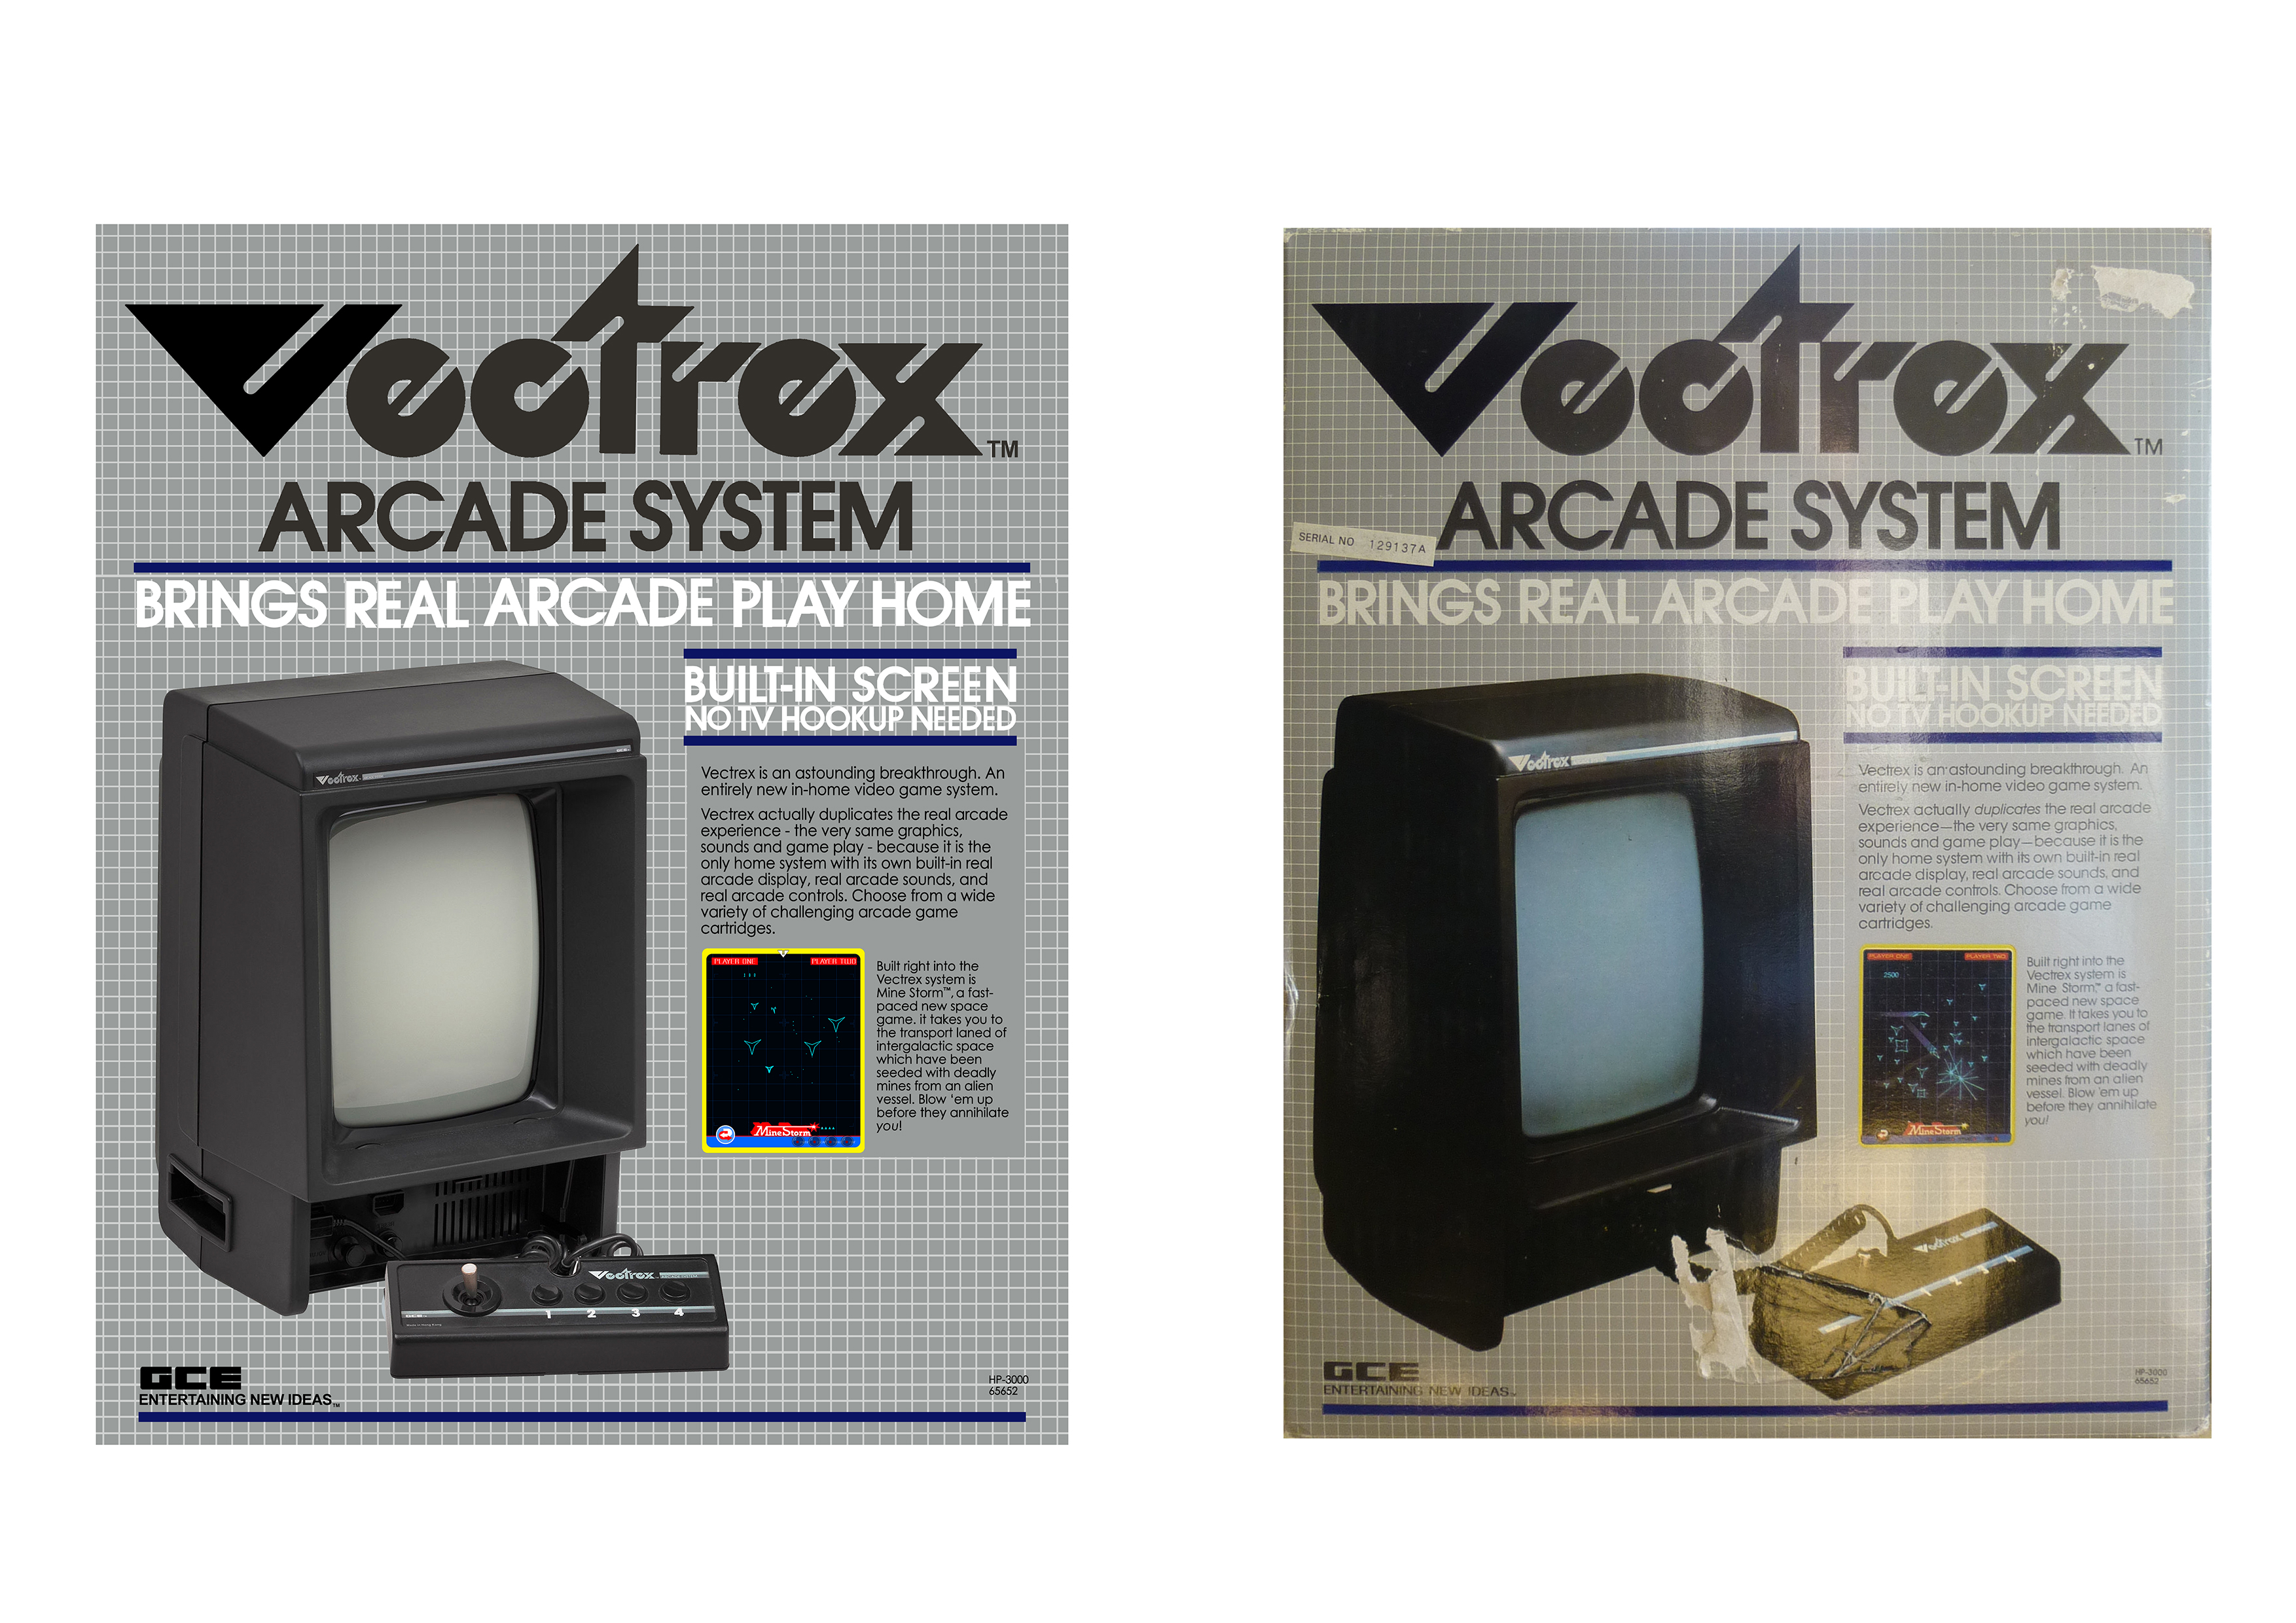 Vectrex TM
ARCADE SYSTEM
BRINGS REAL ARCADE PLAY HOME
BUILT-IN SCREEN
NO TV HOOKUP NEEDED
Vectrex is an astounding breakthrough. An
entirely new in-home video game system.
Vectrex actually duplicates the real arcade
experience - the very same graphics,
sounds and game play - because it is the
only home system with its own built-in real
arcade display, real arcade sounds, and
real arcade controls. Choose from a wide
variety of challenging arcade game
cartridges.
PLAYER ONE PLAYER TWO
MineStorm
Built right into the
Vectrex system is
Mine Storm™, a fast-
paced new space
game. it takes you to
the transport laned of
intergalactic space
which have been
seeded with deadly
mines from an alien
vessel. Blow 'em up
before they annihilate
you!
Vectrex
Vectrex
1 2 3 4
GCE
ENTERTAINING NEW IDEAS™
HP-3000
65652
Vectrex TM
ARCADE SYSTEM
SERIAL NO 129137A
BRINGS REAL ARCADE PLAY HOME
BUILT-IN SCREEN
NO TV HOOKUP NEEDED
Vectrex is an astounding breakthrough. An
entirely new in-home video game system.
Vectrex actually duplicates the real arcade
experience—the very same graphics,
sounds and game play—because it is the
only home system with its own built-in real
arcade display, real arcade sounds, and
real arcade controls. Choose from a wide
variety of challenging arcade game
cartridges.
PLAYER ONE PLAYER TWO
2500
MineStorm
Built right into the
Vectrex system is
Mine Storm™ a fast-
paced new space
game. It takes you to
the transport lanes of
intergalactic space
which have been
seeded with deadly
mines from an alien
vessel. Blow 'em up
before they annihilate
you!
Vectrex
Vectrex
GCE
ENTERTAINING NEW IDEAS™
HP-3000
65652